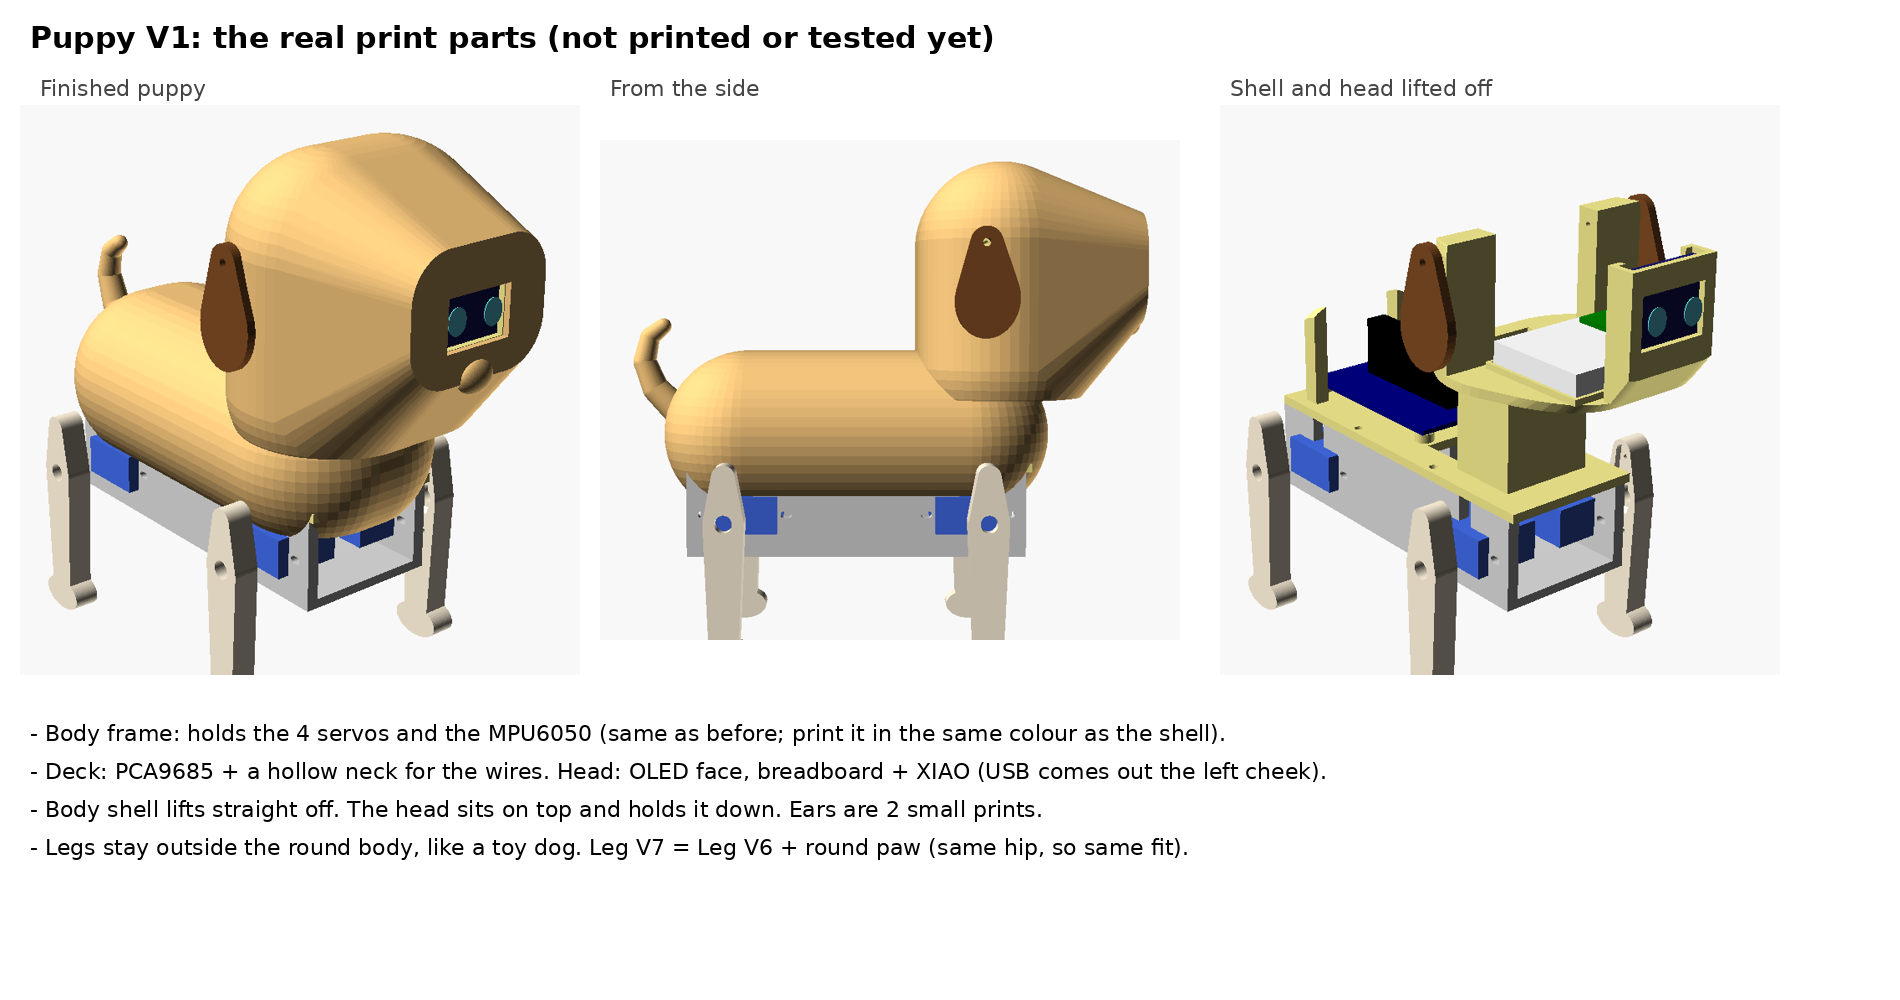 Puppy V1: the real print parts (not printed or tested yet)
Finished puppy
From the side
Shell and head lifted off
- Body frame: holds the 4 servos and the MPU6050 (same as before; print it in the same colour as the shell).
- Deck: PCA9685 + a hollow neck for the wires. Head: OLED face, breadboard + XIAO (USB comes out the left cheek).
- Body shell lifts straight off. The head sits on top and holds it down. Ears are 2 small prints.
- Legs stay outside the round body, like a toy dog. Leg V7 = Leg V6 + round paw (same hip, so same fit).